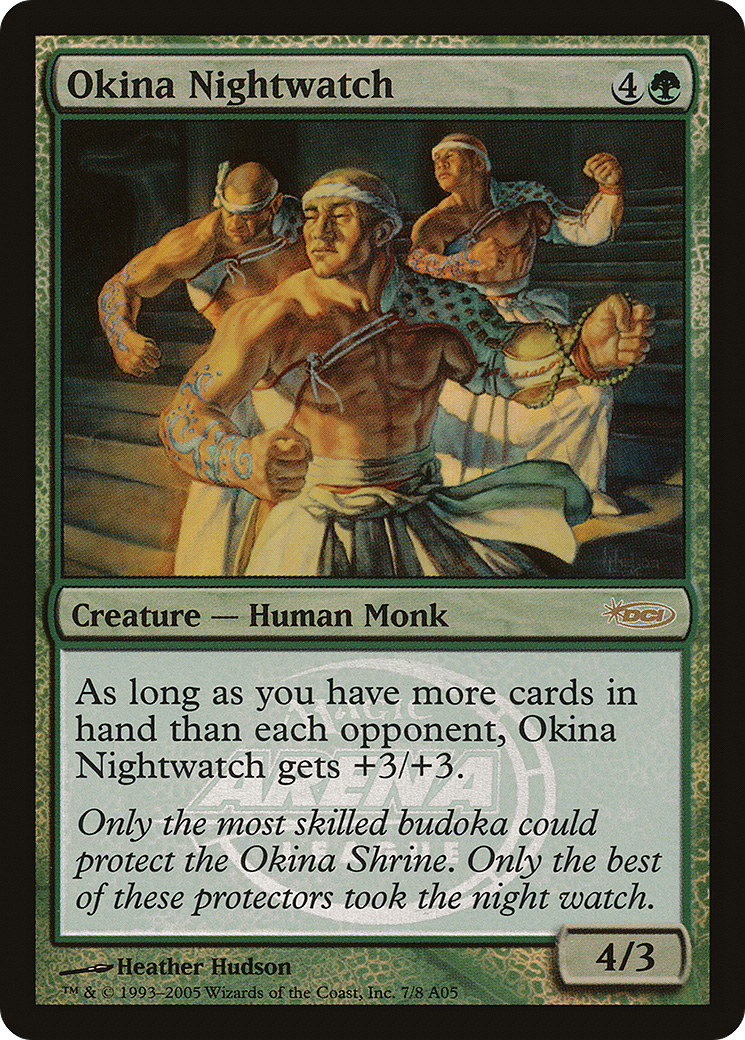 Okina Nightwatch 4
Creature — Human Monk
DCI
As long as you have more cards in
hand than each opponent, Okina
Nightwatch gets +3/+3.
MAGIC
ARENA
LEAGUE
Only the most skilled budoka could
protect the Okina Shrine. Only the best
of these protectors took the night watch.
4/3
Heather Hudson
™ & © 1993–2005 Wizards of the Coast, Inc. 7/8 A05